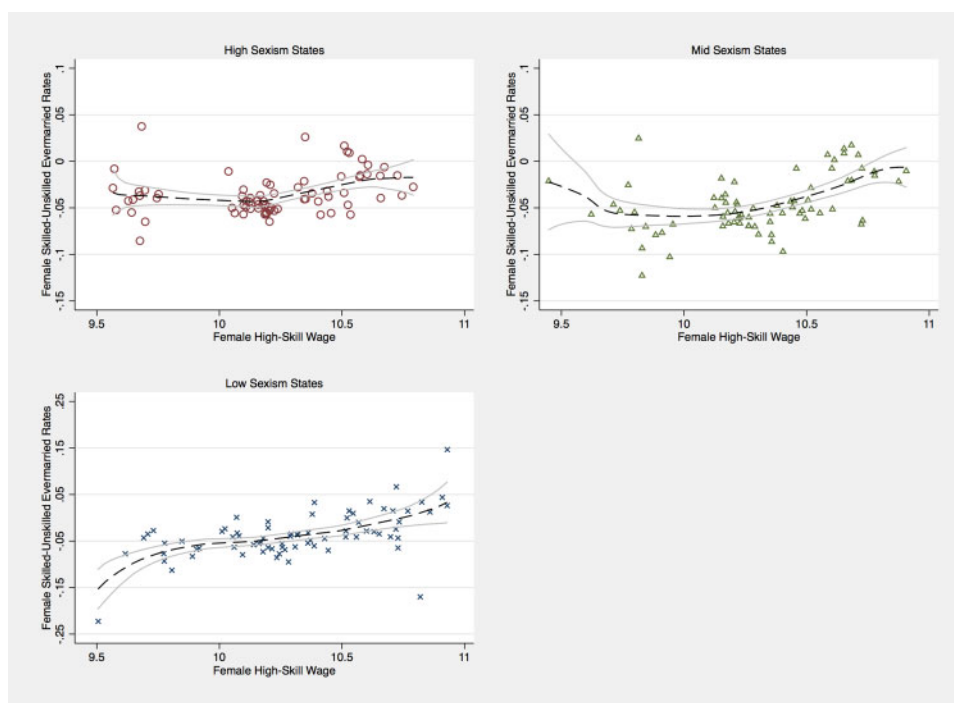 High Sexism States
Female Skilled-Unskilled Evermarried Rates
.1
.05
0
-.05
-.1
-.15
9.5 10 10.5 11
Female High-Skill Wage
Mid Sexism States
Female Skilled-Unskilled Evermarried Rates
.1
.05
0
-.05
-.1
-.15
9.5 10 10.5 11
Female High-Skill Wage
Low Sexism States
Female Skilled-Unskilled Evermarried Rates
.25
.15
.05
-.05
-.15
-.25
9.5 10 10.5 11
Female High-Skill Wage